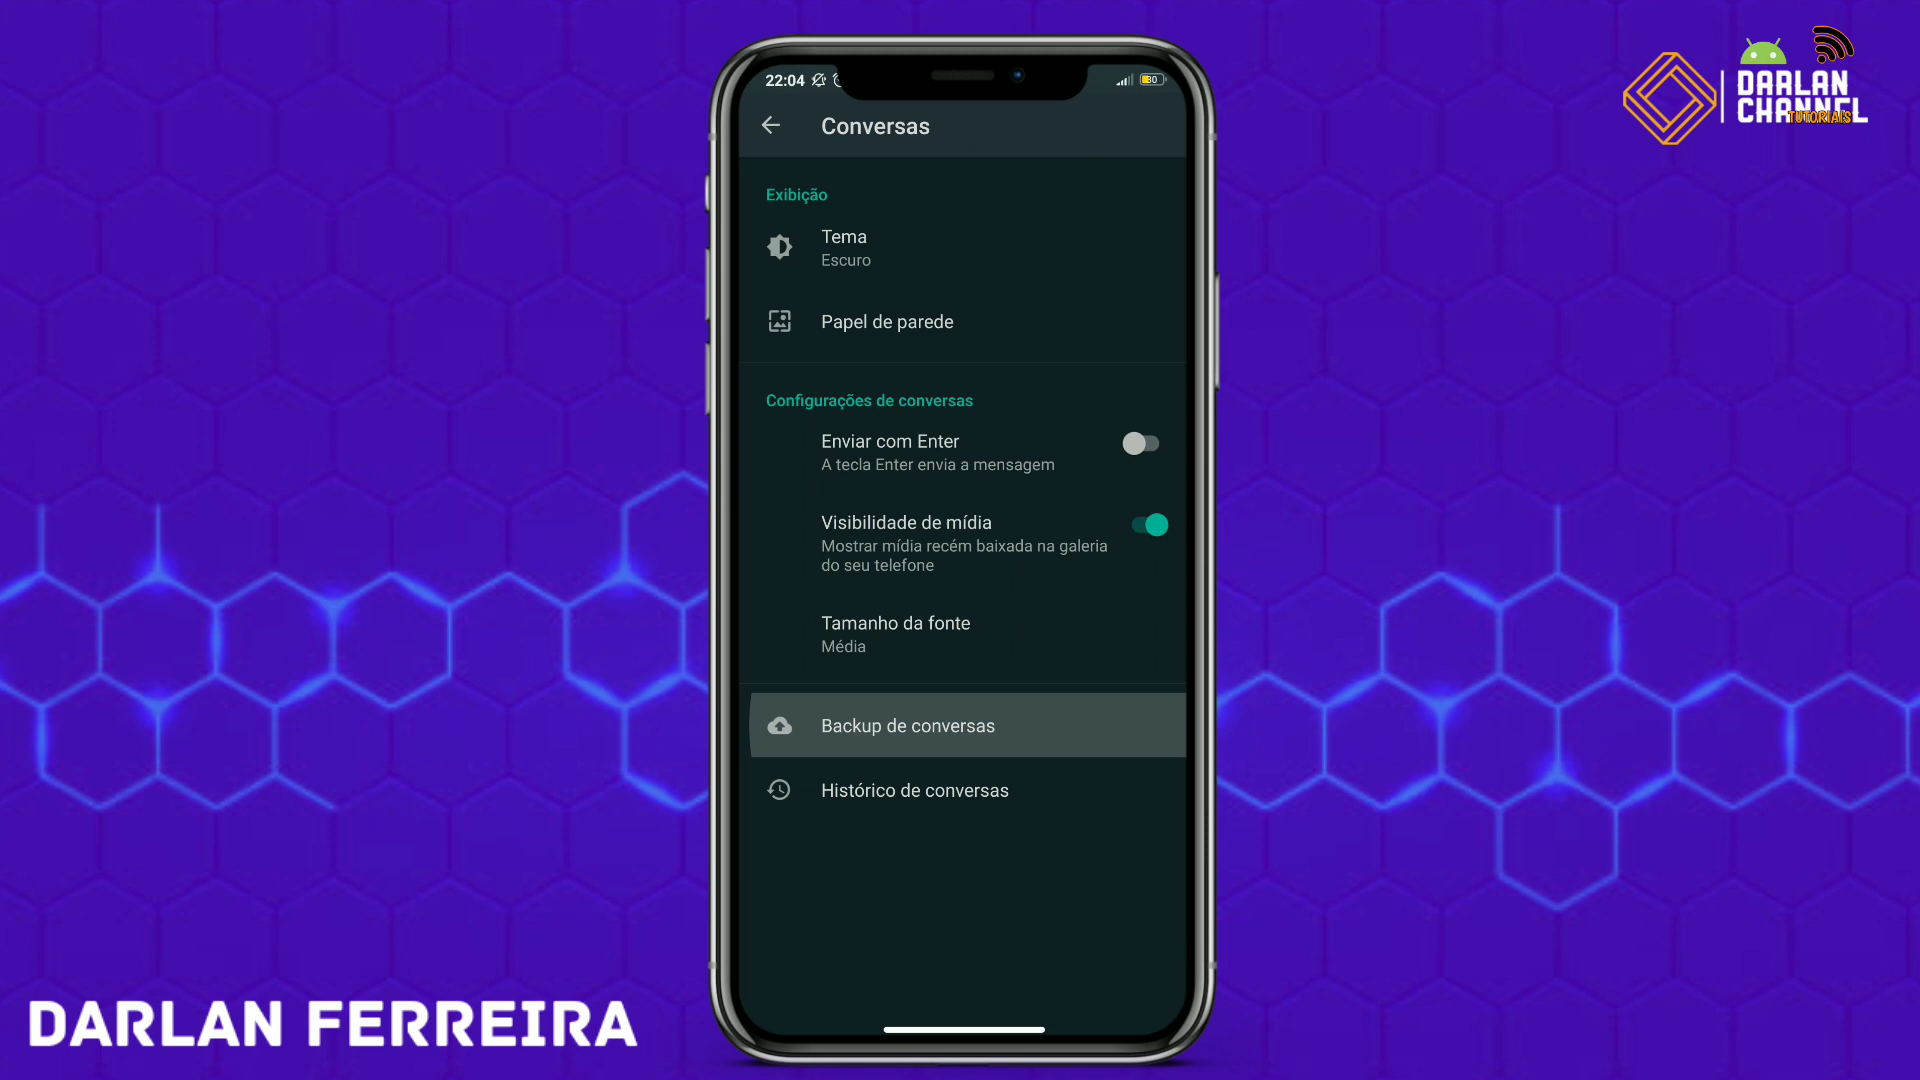 22:04
30
Conversas
Exibição
Tema
Escuro
Papel de parede
Configurações de conversas
Enviar com Enter
A tecla Enter envia a mensagem
Visibilidade de mídia
Mostrar mídia recém baixada na galeria
do seu telefone
Tamanho da fonte
Média
Backup de conversas
Histórico de conversas
DARLAN
CHANNEL
TUTORIAIS
DARLAN FERREIRA